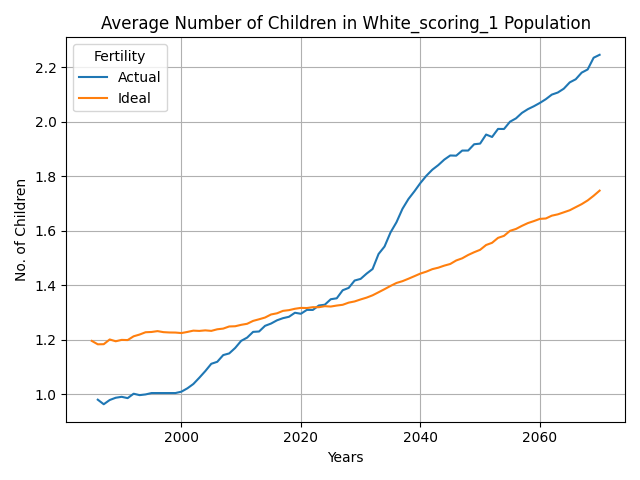 Average Number of Children in White_scoring_1 Population
Fertility
Actual
Ideal
No. of Children
2.2
2.0
1.8
1.6
1.4
1.2
1.0
2000 2020 2040 2060
Years